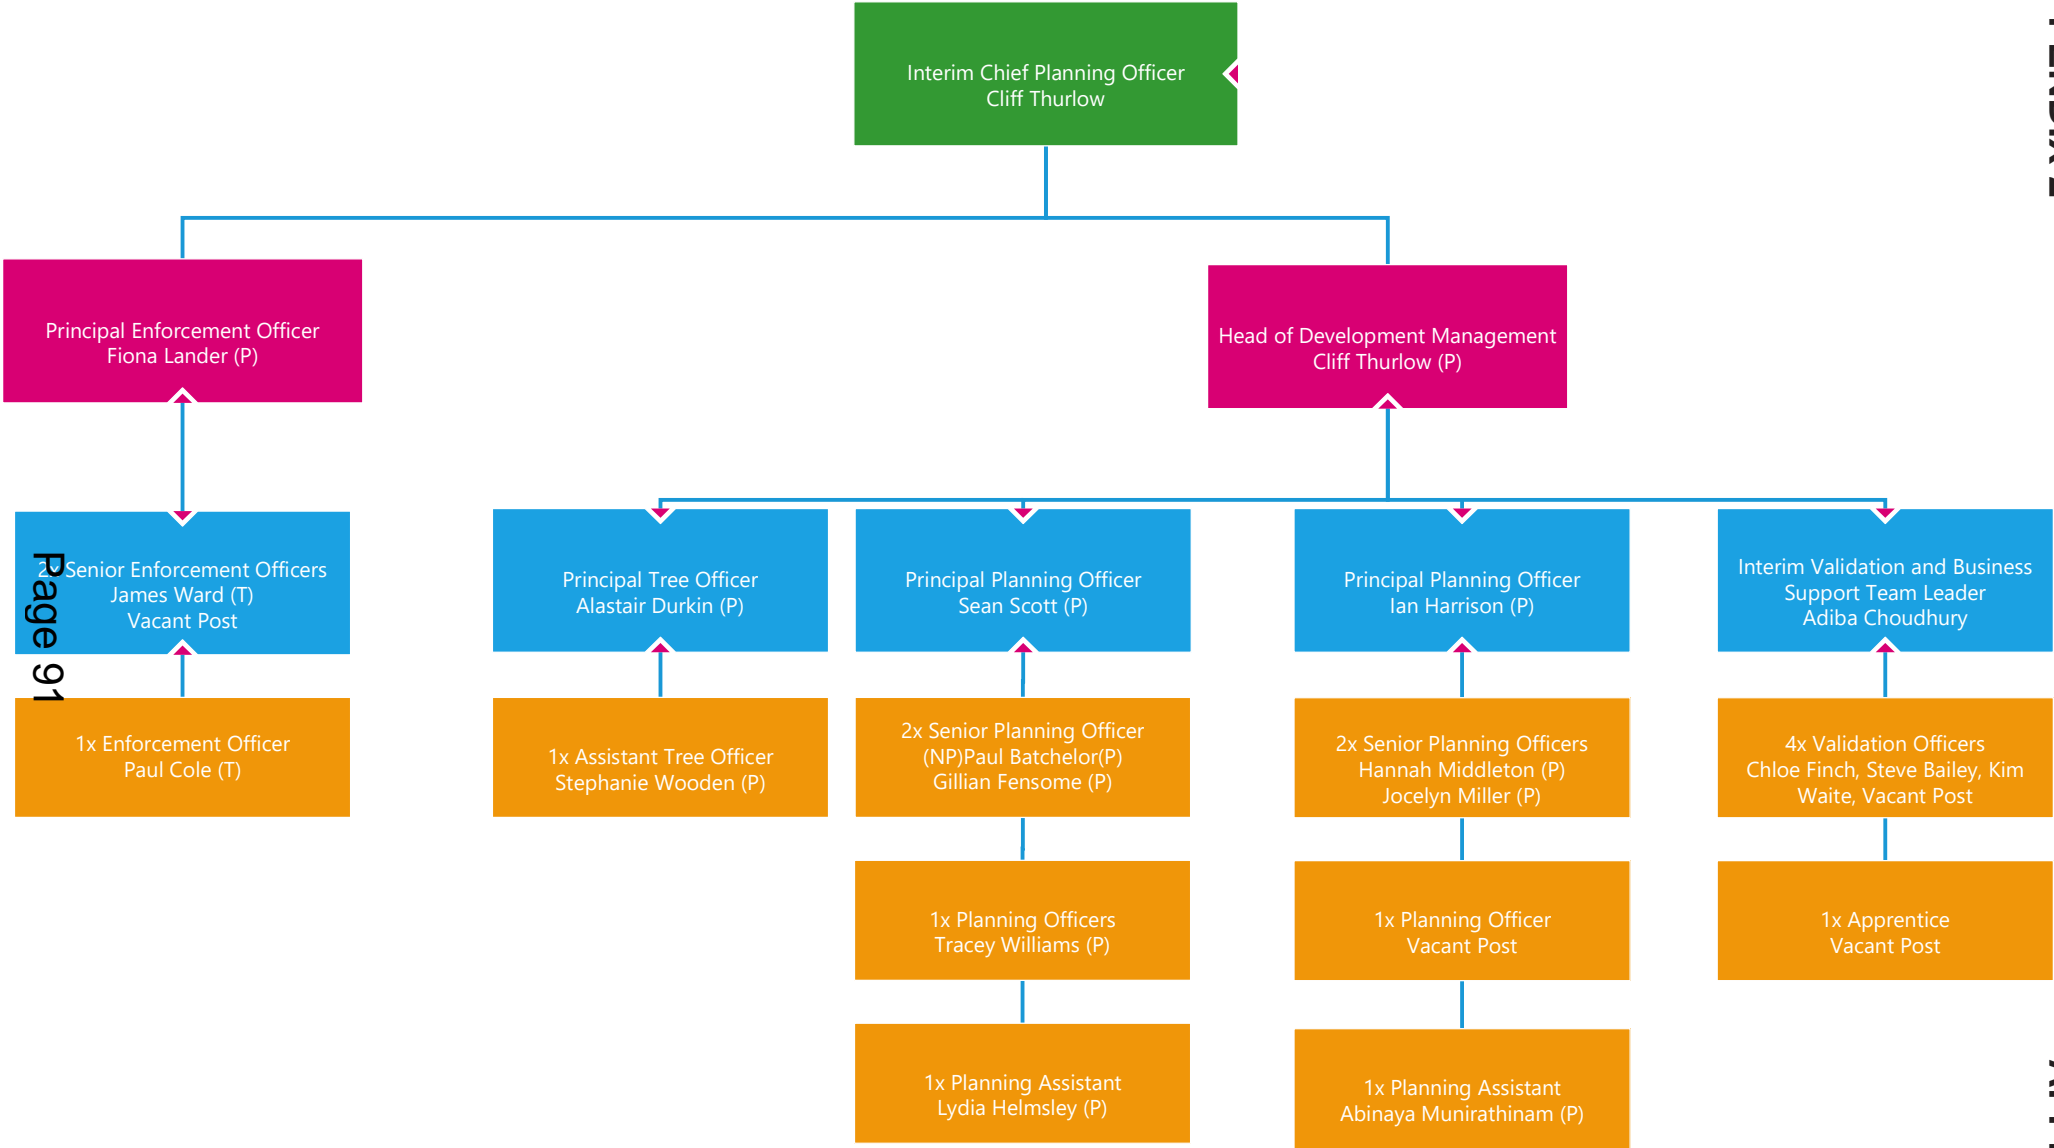 Interim Chief Planning Officer
Cliff Thurlow
Principal Enforcement Officer
Fiona Lander (P)
Head of Development Management
Cliff Thurlow (P)
2x Senior Enforcement Officers
James Ward (T)
Vacant Post
Principal Tree Officer
Alastair Durkin (P)
Principal Planning Officer
Sean Scott (P)
Principal Planning Officer
Ian Harrison (P)
Interim Validation and Business
Support Team Leader
Adiba Choudhury
1x Enforcement Officer
Paul Cole (T)
1x Assistant Tree Officer
Stephanie Wooden (P)
2x Senior Planning Officer
(NP)Paul Batchelor(P)
Gillian Fensome (P)
2x Senior Planning Officers
Hannah Middleton (P)
Jocelyn Miller (P)
4x Validation Officers
Chloe Finch, Steve Bailey, Kim
Waite, Vacant Post
1x Planning Officers
Tracey Williams (P)
1x Planning Officer
Vacant Post
1x Apprentice
Vacant Post
1x Planning Assistant
Lydia Helmsley (P)
1x Planning Assistant
Abinaya Munirathinam (P)
Page 91